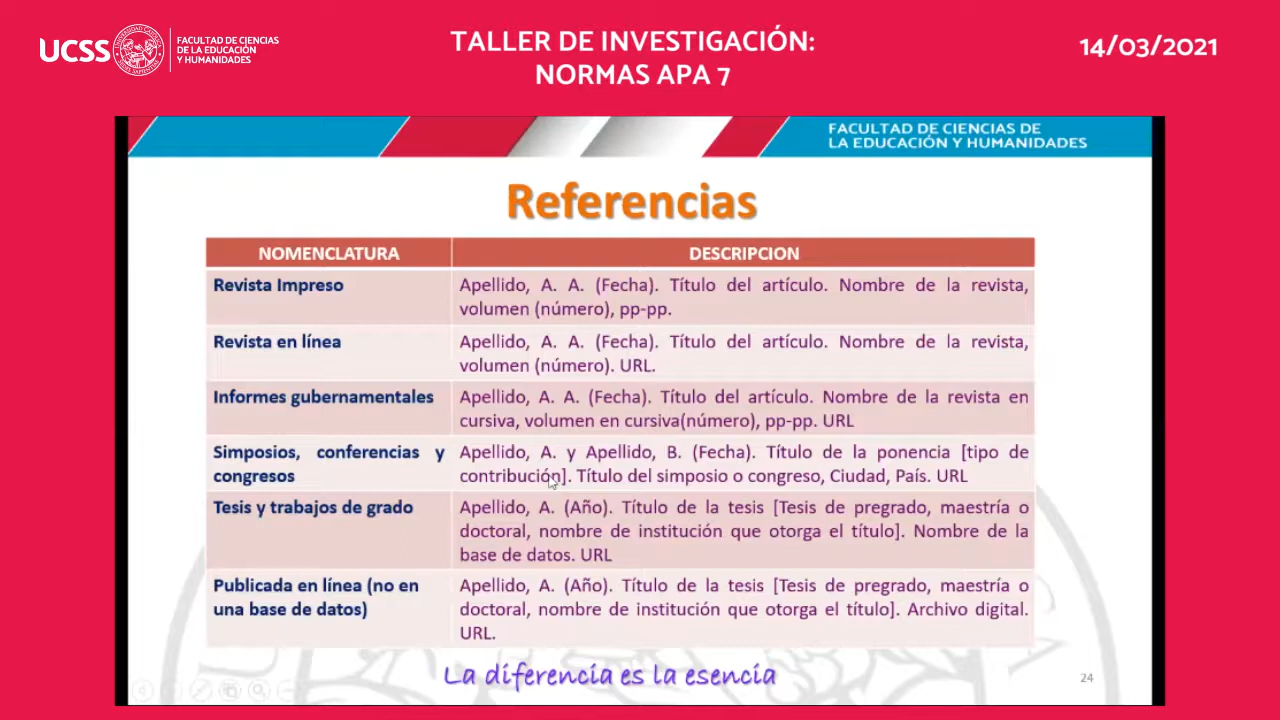 UCSS
FACULTAD DE CIENCIAS
DE LA EDUCACIÓN
Y HUMANIDADES
TALLER DE INVESTIGACIÓN:
NORMAS APA 7
14/03/2021
FACULTAD DE CIENCIAS DE
LA EDUCACIÓN Y HUMANIDADES
Referencias
NOMENCLATURA
DESCRIPCION
Revista Impreso
Apellido, A. A. (Fecha). Título del artículo. Nombre de la revista,
volumen (número), pp-pp.
Revista en línea
Apellido, A. A. (Fecha). Título del artículo. Nombre de la revista,
volumen (número). URL.
Informes gubernamentales
Apellido, A. A. (Fecha). Título del artículo. Nombre de la revista en
cursiva, volumen en cursiva(número), pp-pp. URL
Simposios, conferencias y
congresos
Apellido, A. y Apellido, B. (Fecha). Título de la ponencia [tipo de
contribución]. Título del simposio o congreso, Ciudad, País. URL
Tesis y trabajos de grado
Apellido, A. (Año). Título de la tesis [Tesis de pregrado, maestría o
doctoral, nombre de institución que otorga el título]. Nombre de la
base de datos. URL
Publicada en línea (no en
una base de datos)
Apellido, A. (Año). Título de la tesis [Tesis de pregrado, maestría o
doctoral, nombre de institución que otorga el título]. Archivo digital.
URL.
La diferencia es la esencia
24